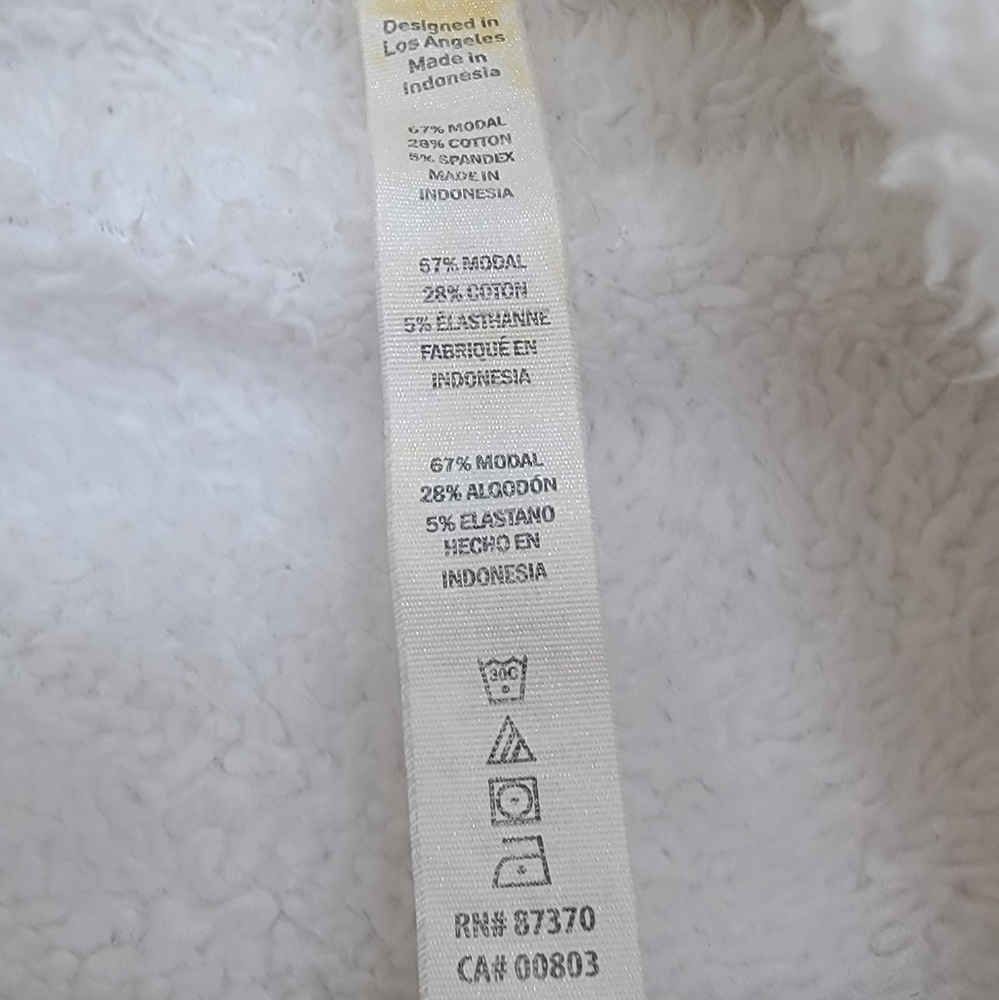 Designed in
Los Angeles
Made in
Indonesia
67% MODAL
28% COTTON
5% SPANDEX
MADE IN
INDONESIA
67% MODAL
28% COTON
5% ÉLASTHANNE
FABRIQUÉ EN
INDONESIA
67% MODAL
28% ALGODÓN
5% ELASTANO
HECHO EN
INDONESIA
30C
RN# 87370
CA# 00803